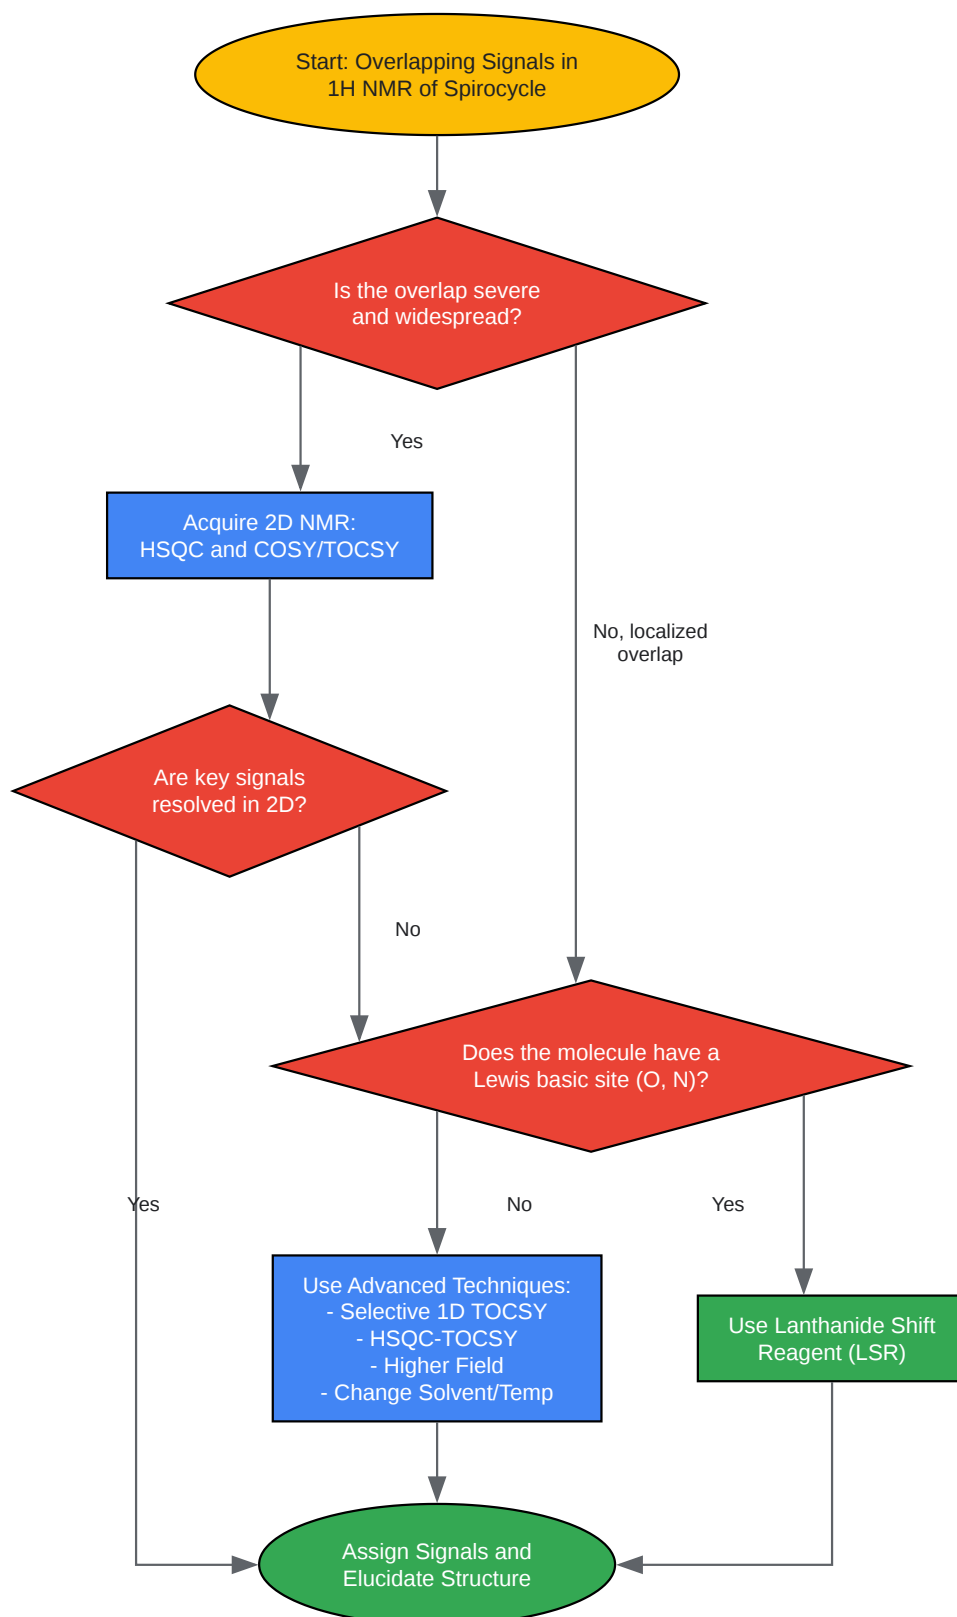 Start: Overlapping Signals in
1H NMR of Spirocycle
Is the overlap severe
and widespread?
Yes
Acquire 2D NMR:
HSQC and COSY/TOCSY
No, localized
overlap
Are key signals
resolved in 2D?
No
Does the molecule have a
Lewis basic site (O, N)?
Yes
No
Yes
Use Advanced Techniques:
- Selective 1D TOCSY
- HSQC-TOCSY
- Higher Field
- Change Solvent/Temp
Use Lanthanide Shift
Reagent (LSR)
Assign Signals and
Elucidate Structure